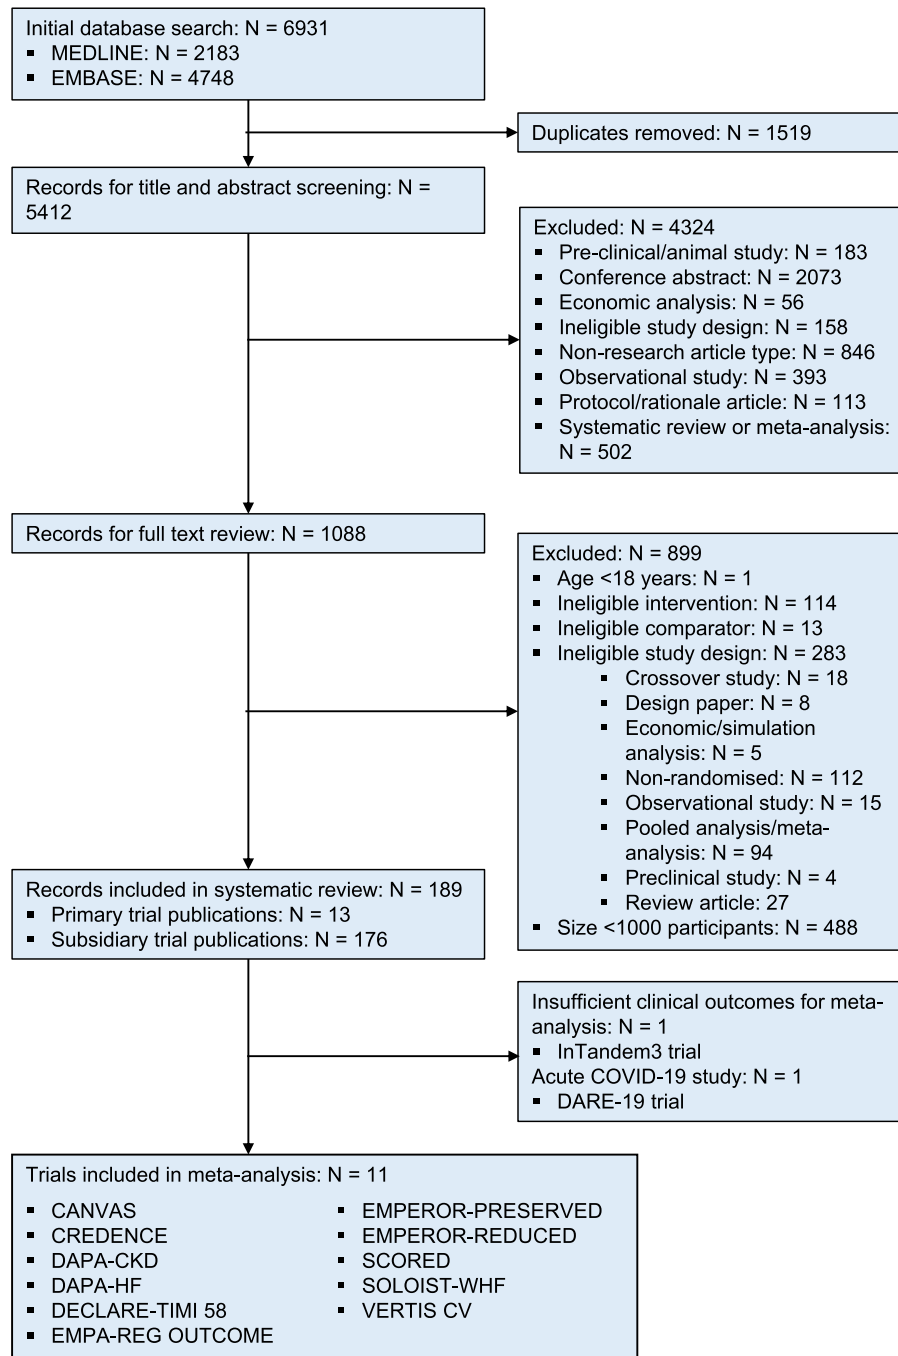 Initial database search: N = 6931
▪ MEDLINE: N = 2183
▪ EMBASE: N = 4748
Duplicates removed: N = 1519
Records for title and abstract screening: N =
5412
Excluded: N = 4324
▪ Pre-clinical/animal study: N = 183
▪ Conference abstract: N = 2073
▪ Economic analysis: N = 56
▪ Ineligible study design: N = 158
▪ Non-research article type: N = 846
▪ Observational study: N = 393
▪ Protocol/rationale article: N = 113
▪ Systematic review or meta-analysis:
N = 502
Records for full text review: N = 1088
Excluded: N = 899
▪ Age <18 years: N = 1
▪ Ineligible intervention: N = 114
▪ Ineligible comparator: N = 13
▪ Ineligible study design: N = 283
▪ Crossover study: N = 18
▪ Design paper: N = 8
▪ Economic/simulation
analysis: N = 5
▪ Non-randomised: N = 112
▪ Observational study: N = 15
▪ Pooled analysis/meta-
analysis: N = 94
▪ Preclinical study: N = 4
▪ Review article: 27
▪ Size <1000 participants: N = 488
Records included in systematic review: N = 189
▪ Primary trial publications: N = 13
▪ Subsidiary trial publications: N = 176
Insufficient clinical outcomes for meta-
analysis: N = 1
▪ InTandem3 trial
Acute COVID-19 study: N = 1
▪ DARE-19 trial
Trials included in meta-analysis: N = 11
▪ CANVAS
▪ CREDENCE
▪ DAPA-CKD
▪ DAPA-HF
▪ DECLARE-TIMI 58
▪ EMPA-REG OUTCOME
▪ EMPEROR-PRESERVED
▪ EMPEROR-REDUCED
▪ SCORED
▪ SOLOIST-WHF
▪ VERTIS CV